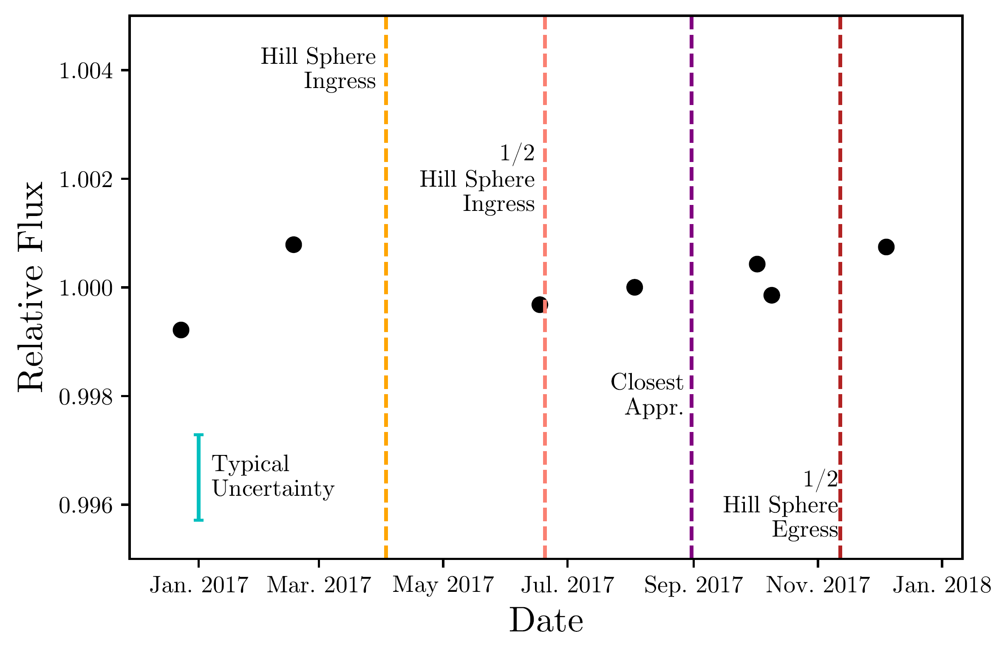 Hill Sphere
Ingress
1.004
1/2
Hill Sphere
Ingress
1.002
1.000
Relative Flux
Closest
Appr.
0.998
Typical
Uncertainty
1/2
Hill Sphere
Egress
0.996
Jan. 2017 Mar. 2017 May 2017 Jul. 2017 Sep. 2017 Nov. 2017 Jan. 2018
Date